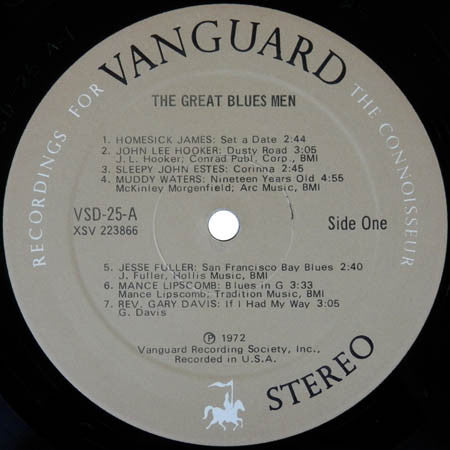 VANGUARD
RECORDINGS FOR THE CONNOISSEUR
THE GREAT BLUES MEN
1. HOMESICK JAMES: Set a Date 2:44
2. JOHN LEE HOOKER: Dusty Road 3:05
J. L. Hooker; Conrad Publ. Corp., BMI
3. SLEEPY JOHN ESTES: Corinna 2:45
4. MUDDY WATERS: Nineteen Years Old 4:55
McKinley Morgenfield; Arc Music, BMI
VSD-25-A
XSV 223866
Side One
5. JESSE FULLER: San Francisco Bay Blues 2:40
J. Fuller, Hollis Music, BMI
6. MANCE LIPSCOMB: Blues in G 3:33
Mance Lipscomb, Tradition Music, BMI
7. REV. GARY DAVIS: If I Had My Way 3:05
G. Davis
Ⓟ 1972
Vanguard Recording Society, Inc.,
Recorded in U.S.A.
STEREO